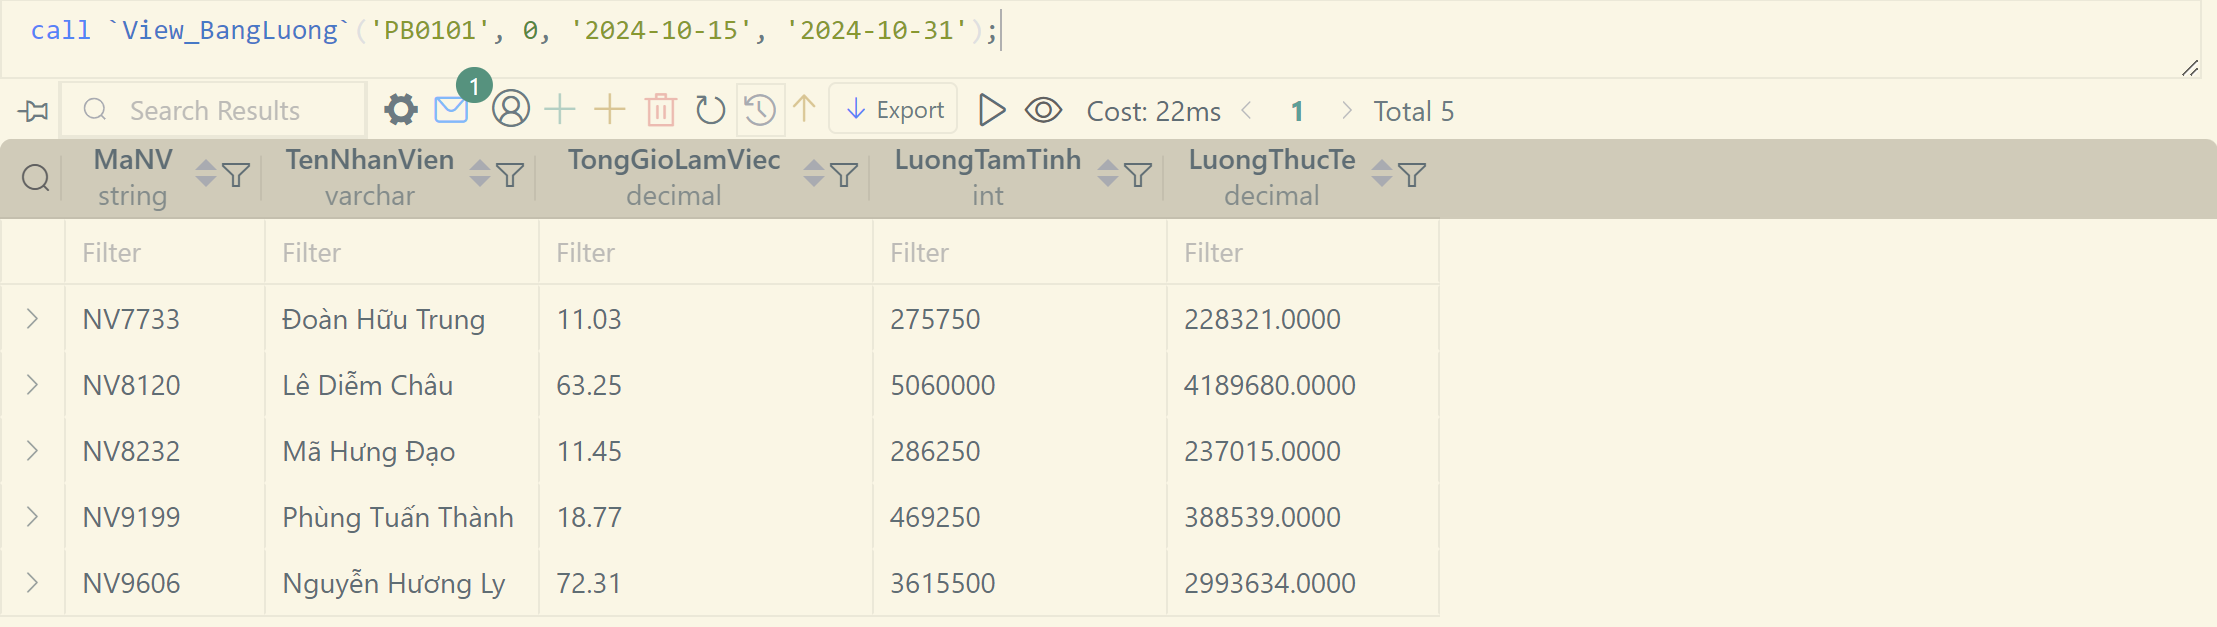 call `View_BangLuong`('PB0101', 0, '2024-10-15', '2024-10-31');
Search Results 1 Export Cost: 22ms 1 Total 5
MaNV TenNhanVien TongGioLamViec LuongTamTinh LuongThucTe
string varchar decimal int decimal
Filter Filter Filter Filter Filter
NV7733 Đoàn Hữu Trung 11.03 275750 228321.0000
NV8120 Lê Diễm Châu 63.25 5060000 4189680.0000
NV8232 Mã Hưng Đạo 11.45 286250 237015.0000
NV9199 Phùng Tuấn Thành 18.77 469250 388539.0000
NV9606 Nguyễn Hương Ly 72.31 3615500 2993634.0000